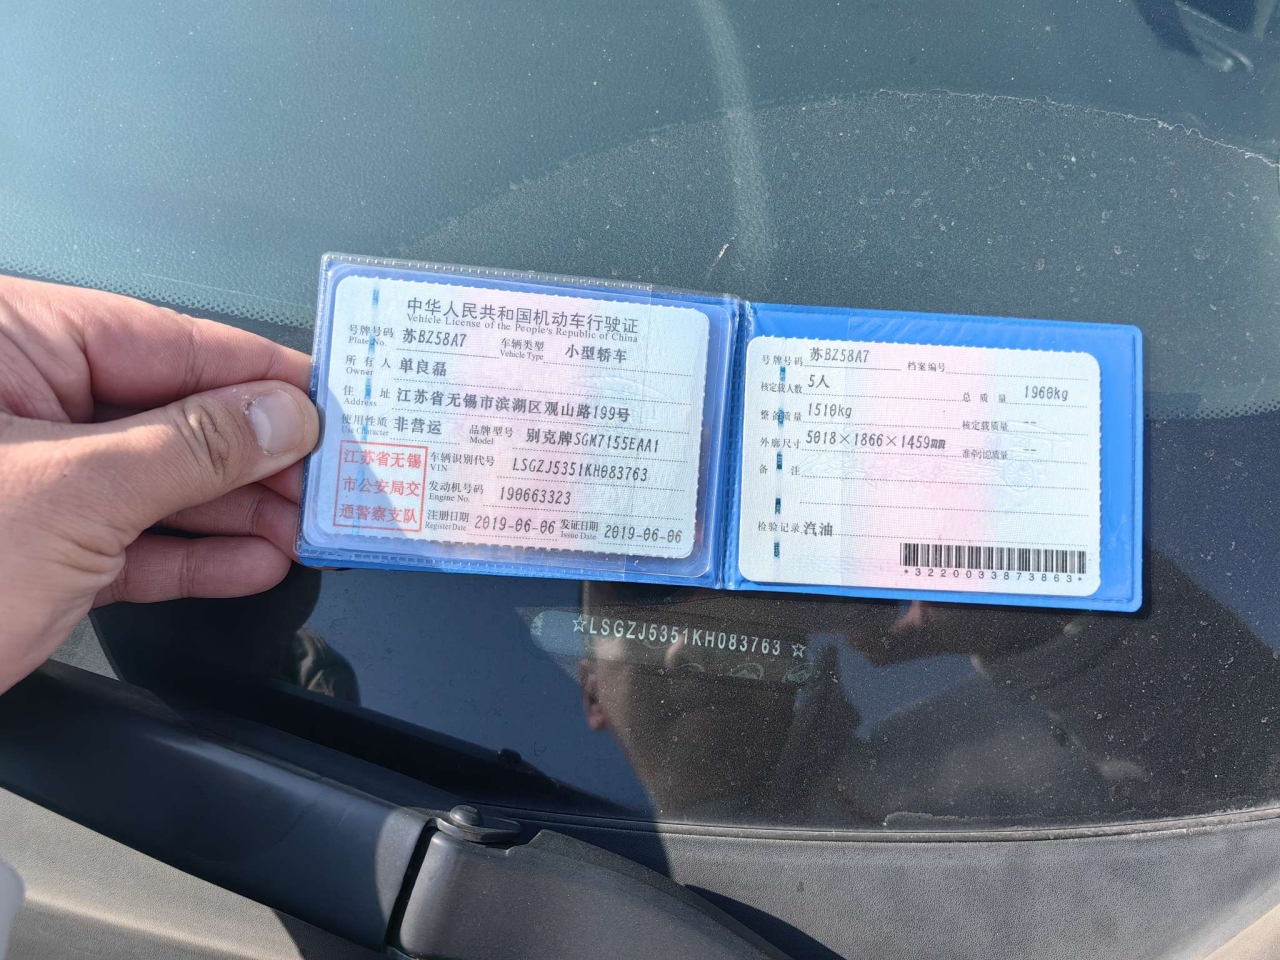 中华人民共和国机动车行驶证
Vehicle License of the People's Republic of China
号牌号码 苏BZ58A7 车辆类型 小型轿车
Plate No. Vehicle Type
所有人 单良磊
Owner
住址 江苏省无锡市滨湖区观山路199号
Address
使用性质 非营运 品牌型号 别克牌SGM7155EAA1
Use Character Model
江苏省无锡
市公安局交
通警察支队
车辆识别代号 LSGZJ5351KH083763
VIN
发动机号码 190663323
Engine No.
注册日期 2019-06-06 发证日期 2019-06-06
Register Date Issue Date
号牌号码 苏BZ58A7 档案编号
核定载人数 5人 总质量 1960kg
整备质量 1510kg 核定载质量 --
外廓尺寸 5018×1866×1459mm 准牵引总质量 --
备注
检验记录 汽油
*3220033873863*
☆LSGZJ5351KH083763☆